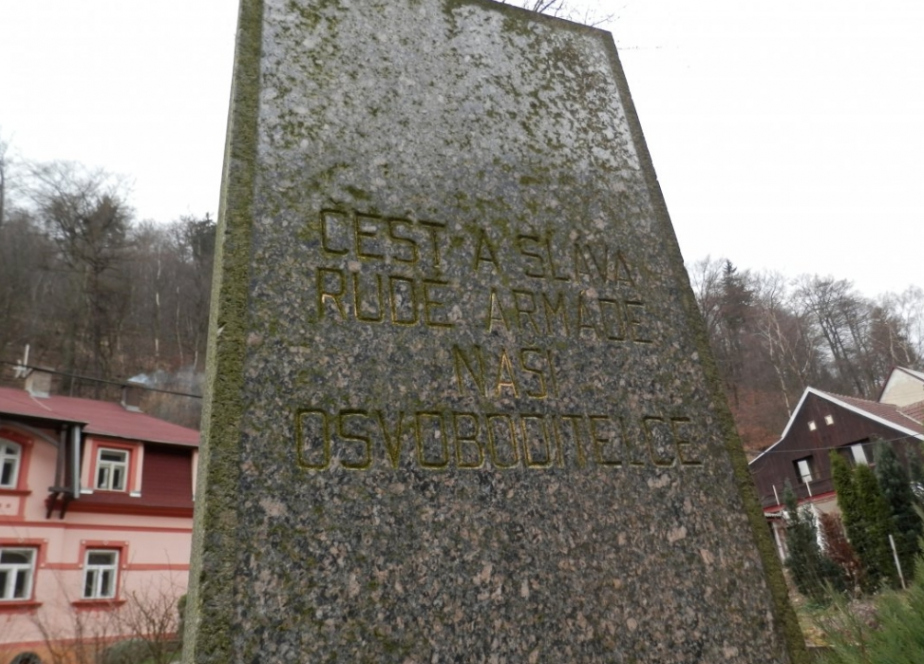 ČEST A SLÁVA
RUDÉ ARMÁDĚ
NAŠÍ
OSVOBODITELCE